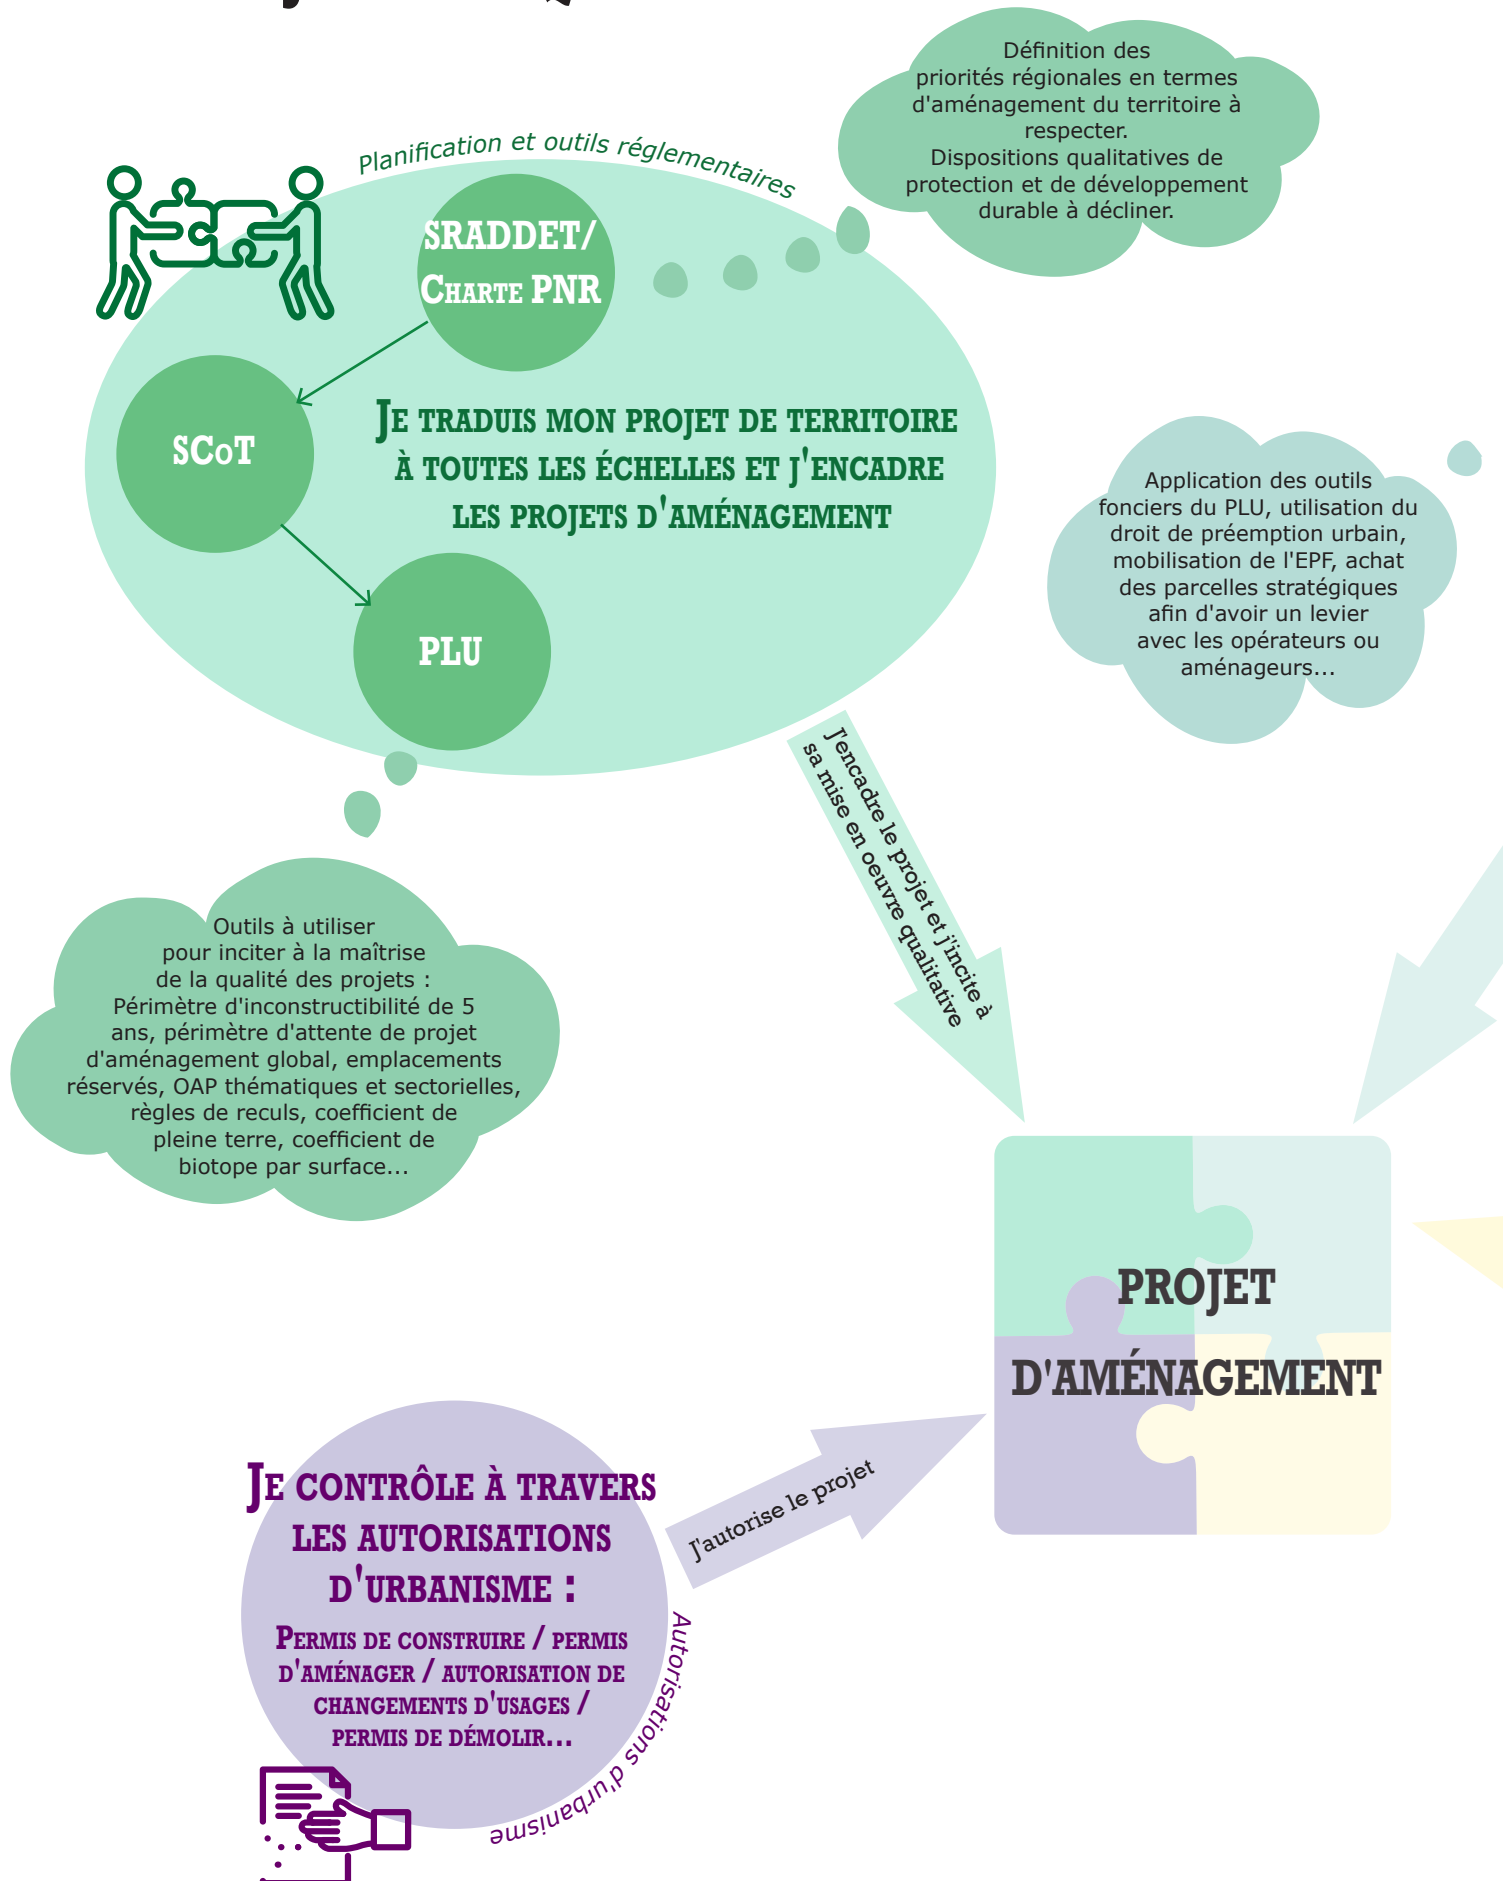 Définition des
priorités régionales en termes
d'aménagement du territoire à
respecter.
Dispositions qualitatives de
protection et de développement
durable à décliner.
Planification et outils réglementaires
SRADDET/
CHARTE PNR
SCoT
JE TRADUIS MON PROJET DE TERRITOIRE
À TOUTES LES ÉCHELLES ET J'ENCADRE
LES PROJETS D'AMÉNAGEMENT
PLU
Application des outils
fonciers du PLU, utilisation du
droit de préemption urbain,
mobilisation de l'EPF, achat
des parcelles stratégiques
afin d'avoir un levier
avec les opérateurs ou
aménageurs...
J'encadre le projet et j'incite à
sa mise en oeuvre qualitative
Outils à utiliser
pour inciter à la maîtrise
de la qualité des projets :
Périmètre d'inconstructibilité de 5
ans, périmètre d'attente de projet
d'aménagement global, emplacements
réservés, OAP thématiques et sectorielles,
règles de reculs, coefficient de
pleine terre, coefficient de
biotope par surface...
PROJET
D'AMÉNAGEMENT
JE CONTRÔLE À TRAVERS
LES AUTORISATIONS
D'URBANISME :
PERMIS DE CONSTRUIRE / PERMIS
D'AMÉNAGER / AUTORISATION DE
CHANGEMENTS D'USAGES /
PERMIS DE DÉMOLIR...
J'autorise le projet
Autorisations d'urbanisme